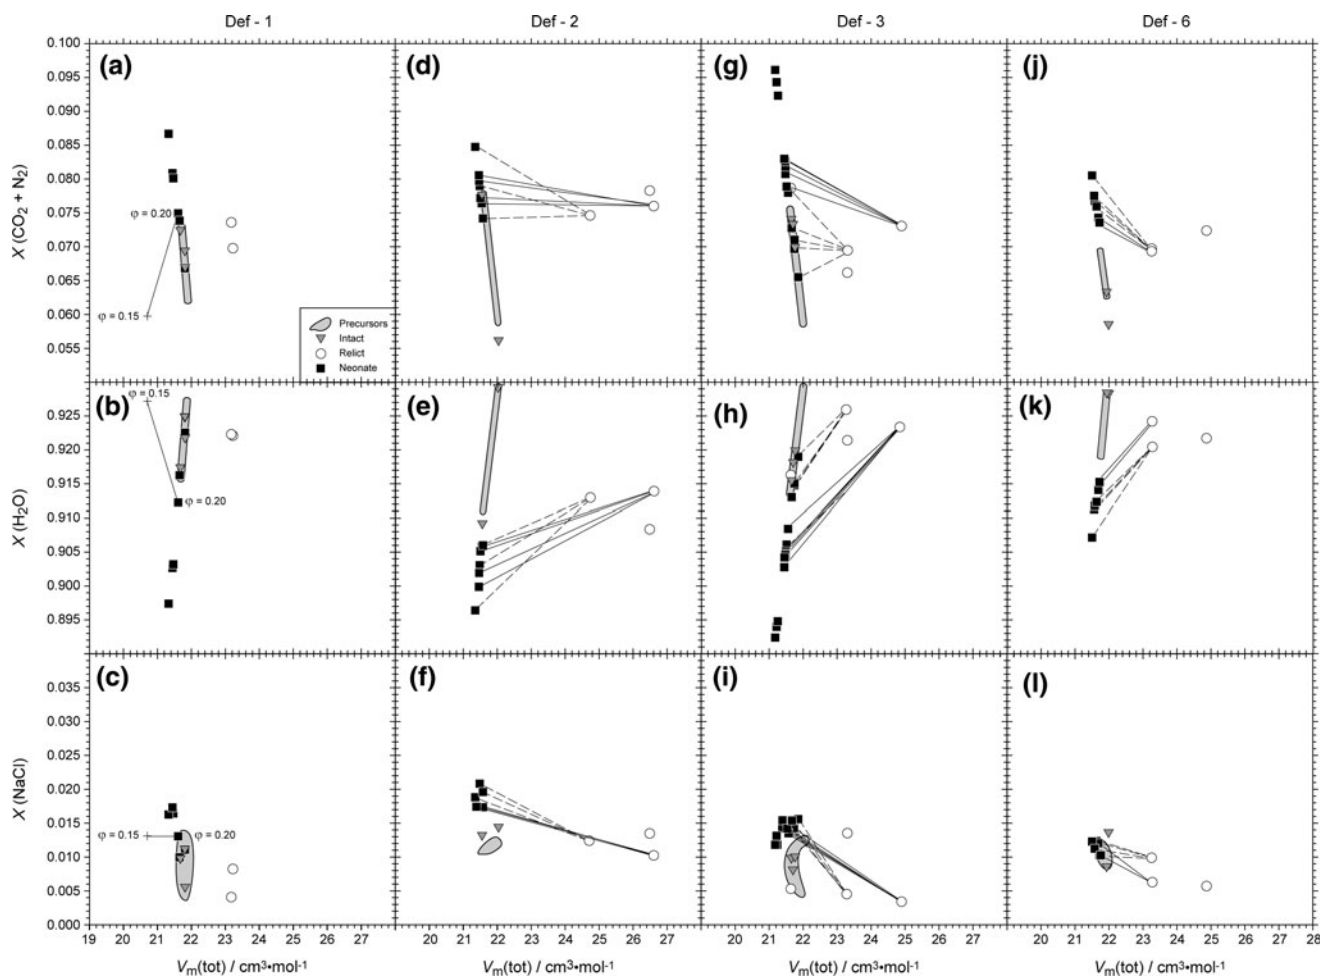 Def - 1 Def - 2 Def - 3 Def - 6
0.100
0.095
0.090
0.085
0.080
0.075
0.070
0.065
0.060
0.055
X (CO₂ + N₂)
(a)
φ = 0.20
φ = 0.15
Precursors
Intact
Relict
Neonate
(d)
(g)
(j)
0.925
0.920
0.915
0.910
0.905
0.900
0.895
X (H₂O)
(b)
φ = 0.15
φ = 0.20
(e)
(h)
(k)
0.035
0.030
0.025
0.020
0.015
0.010
0.005
0.000
X (NaCl)
(c)
φ = 0.15
φ = 0.20
(f)
(i)
(l)
19 20 21 22 23 24 25 26 27
20 21 22 23 24 25 26 27
20 21 22 23 24 25 26 27
20 21 22 23 24 25 26 27 28
Vₘ(tot) / cm³•mol⁻¹
Vₘ(tot) / cm³•mol⁻¹
Vₘ(tot) / cm³•mol⁻¹
Vₘ(tot) / cm³•mol⁻¹